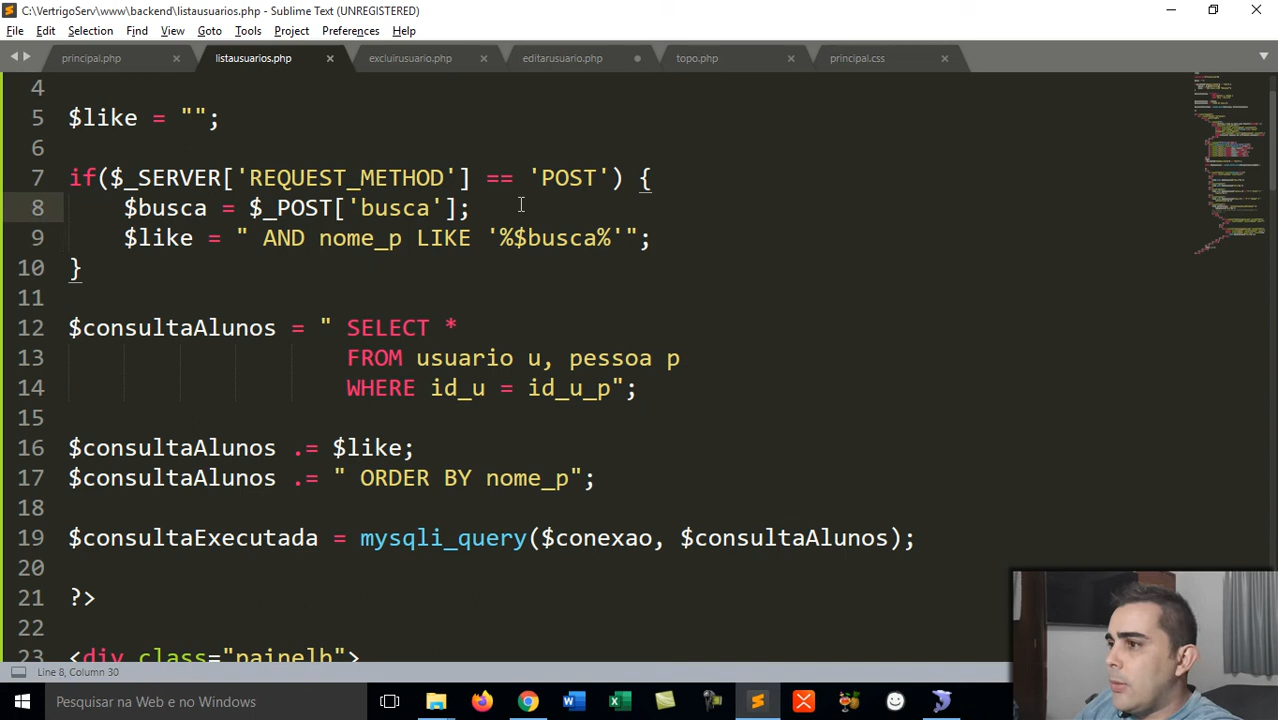 C:\VertrigoServ\www\backend\listausuarios.php - Sublime Text (UNREGISTERED)
File Edit Selection Find View Goto Tools Project Preferences Help
principal.php listausuarios.php excluirusuario.php editarusuario.php topo.php principal.css
4
5 $like = "";
6
7 if($_SERVER['REQUEST_METHOD'] == 'POST') {
8 $busca = $_POST['busca'];
9 $like = " AND nome_p LIKE '%$busca%'";
10 }
11
12 $consultaAlunos = " SELECT *
13 FROM usuario u, pessoa p
14 WHERE id_u = id_u_p";
15
16 $consultaAlunos .= $like;
17 $consultaAlunos .= " ORDER BY nome_p";
18
19 $consultaExecutada = mysqli_query($conexao, $consultaAlunos);
20
21 ?>
22
23 <div class="painelb">
Line 8, Column 30
Pesquisar na Web e no Windows